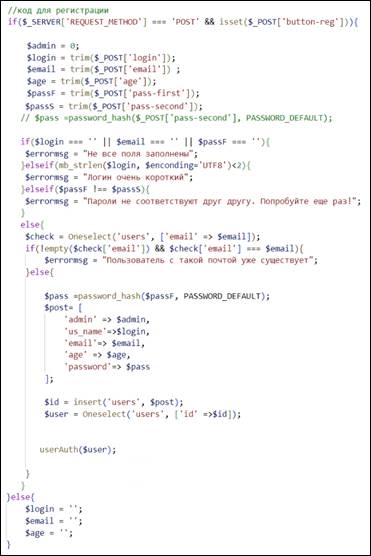 //код для регистрации
if($_SERVER['REQUEST_METHOD'] === 'POST' && isset($_POST['button-reg'])){
$admin = 0;
$login = trim($_POST['login']);
$email = trim($_POST['email']) ;
$age = trim($_POST['age']);
$passF = trim($_POST['pass-first']);
$passS = trim($_POST['pass-second']);
// $pass =password_hash($_POST['pass-second'], PASSWORD_DEFAULT);
if($login === '' || $email === '' || $passF === ''){
$errormsg = "Не все поля заполнены";
}elseif(mb_strlen($login, $enconding='UTF8')<2){
$errormsg = "Логин очень короткий";
}elseif($passF !== $passS){
$errormsg = "Пароли не соответствуют друг другу. Попробуйте еще раз!";
}
else{
$check = Oneselect('users', ['email' => $email]);
if(!empty($check['email']) && $check['email'] === $email){
$errormsg = "Пользователь с такой почтой уже существует";
}else{
$pass =password_hash($passF, PASSWORD_DEFAULT);
$post= [
'admin' => $admin,
'us_name'=>$login,
'email'=> $email,
'age' => $age,
'password'=> $pass
];
$id = insert('users', $post);
$user = Oneselect('users', ['id' =>$id]);
userAuth($user);
}
}
}else{
$login = '';
$email = '';
$age = '';
}